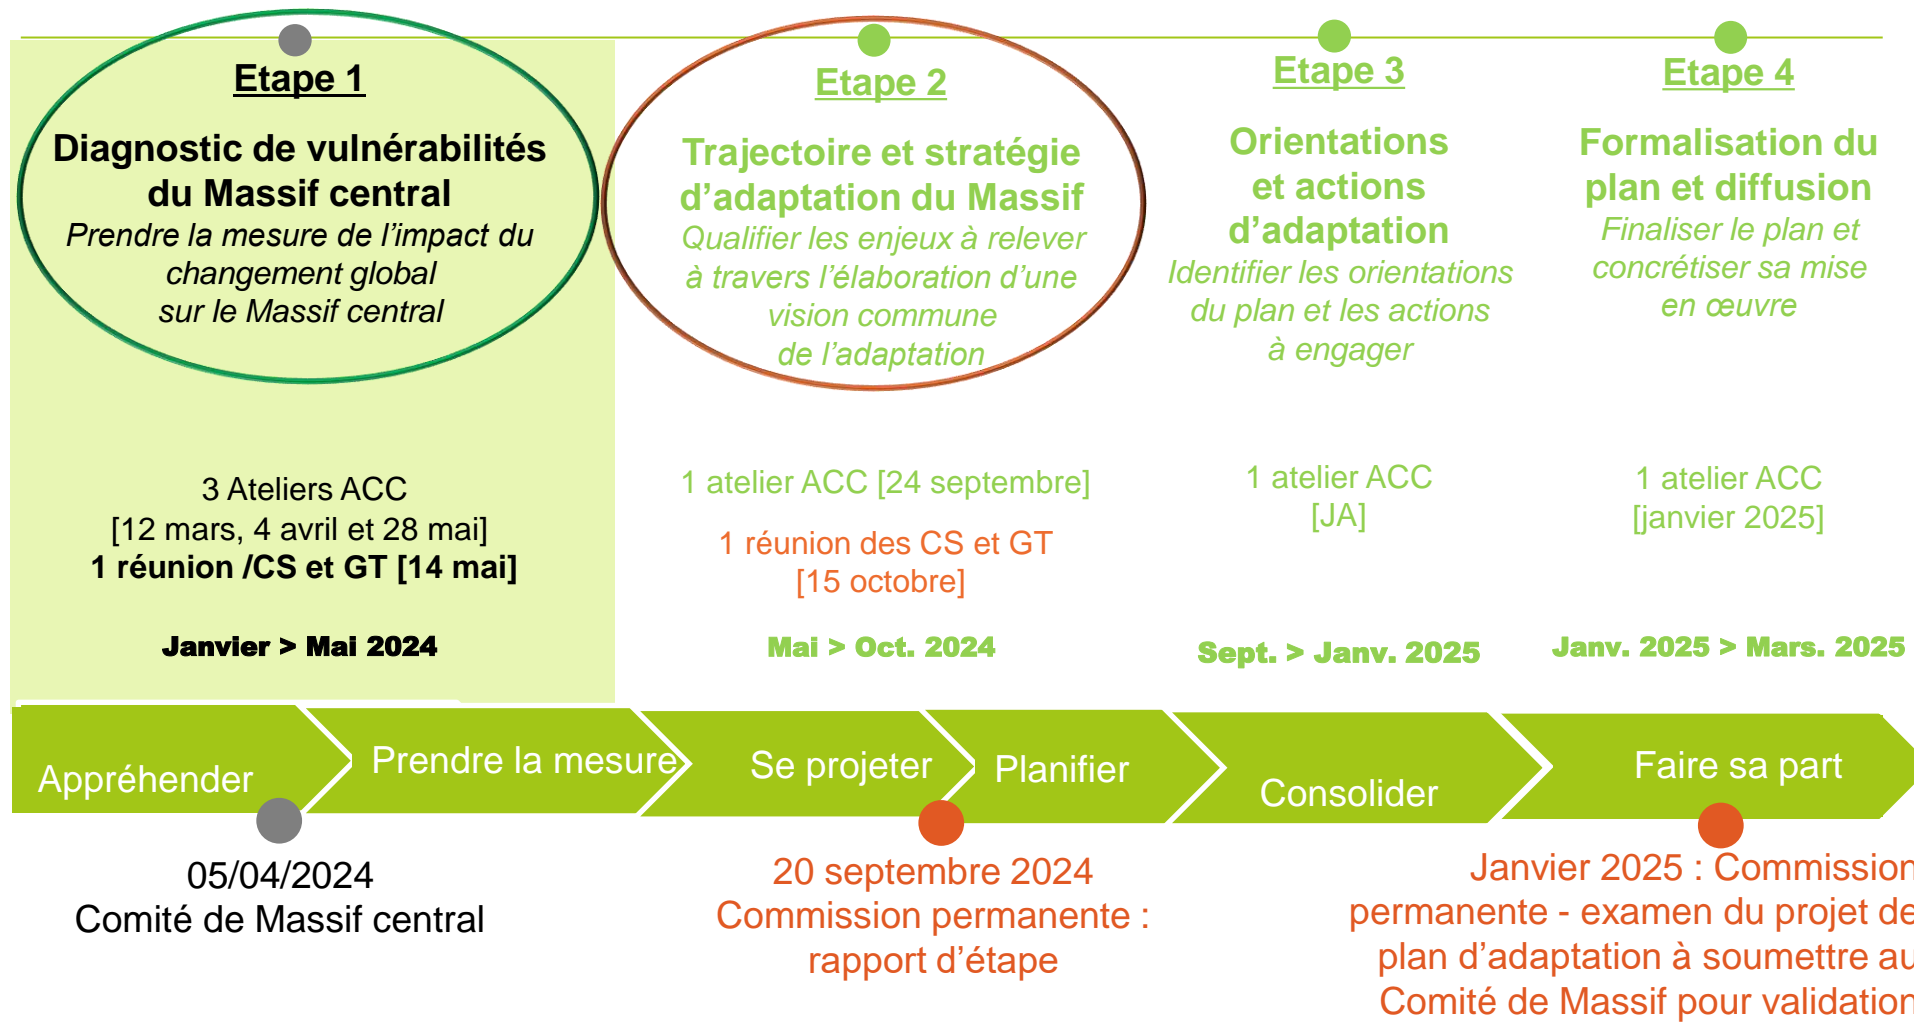 Etape 1
Diagnostic de vulnérabilités
du Massif central
Prendre la mesure de l'impact du
changement global
sur le Massif central
3 Ateliers ACC
[12 mars, 4 avril et 28 mai]
1 réunion /CS et GT [14 mai]
Janvier > Mai 2024
Etape 2
Trajectoire et stratégie
d'adaptation du Massif
Qualifier les enjeux à relever
à travers l'élaboration d'une
vision commune
de l'adaptation
1 atelier ACC [24 septembre]
1 réunion des CS et GT
[15 octobre]
Mai > Oct. 2024
Etape 3
Orientations
et actions
d'adaptation
Identifier les orientations
du plan et les actions
à engager
1 atelier ACC
[JA]
Sept. > Janv. 2025
Etape 4
Formalisation du
plan et diffusion
Finaliser le plan et
concrétiser sa mise
en œuvre
1 atelier ACC
[janvier 2025]
Janv. 2025 > Mars. 2025
Appréhender
Prendre la mesure
Se projeter
Planifier
Consolider
Faire sa part
05/04/2024
Comité de Massif central
20 septembre 2024
Commission permanente :
rapport d'étape
Janvier 2025 : Commission
permanente - examen du projet de
plan d'adaptation à soumettre au
Comité de Massif pour validation